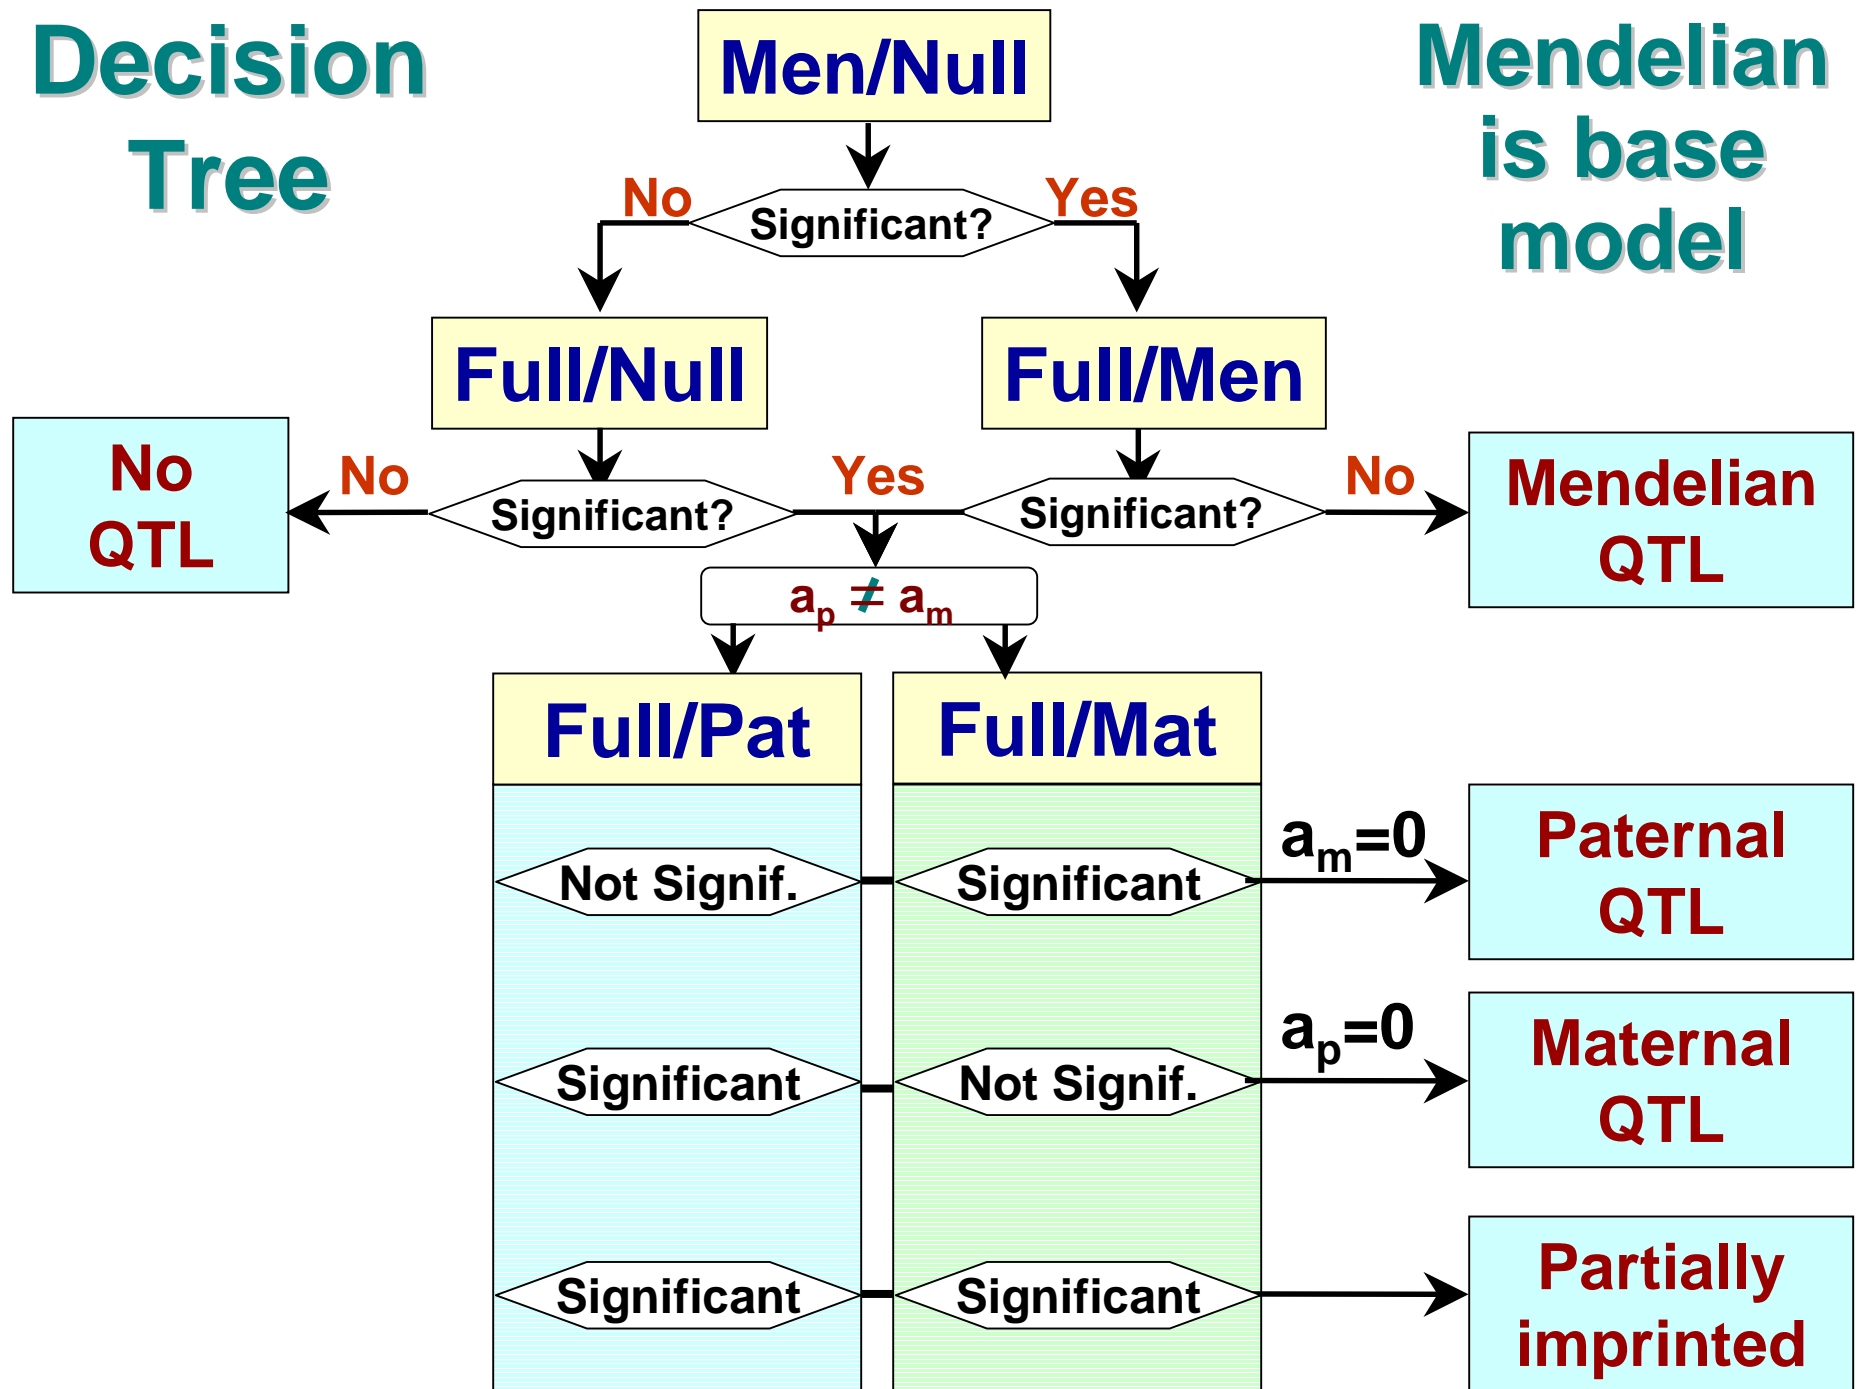 Decision
Tree
Men/Null
Mendelian
is base
model
No
Significant?
Yes
Full/Null
Full/Men
No
QTL
No
Significant?
Yes
Significant?
No
Mendelian
QTL
aₚ ≠ aₘ
Full/Pat
Full/Mat
Not Signif.
Significant
aₘ=0
Paternal
QTL
Significant
Not Signif.
aₚ=0
Maternal
QTL
Significant
Significant
Partially
imprinted